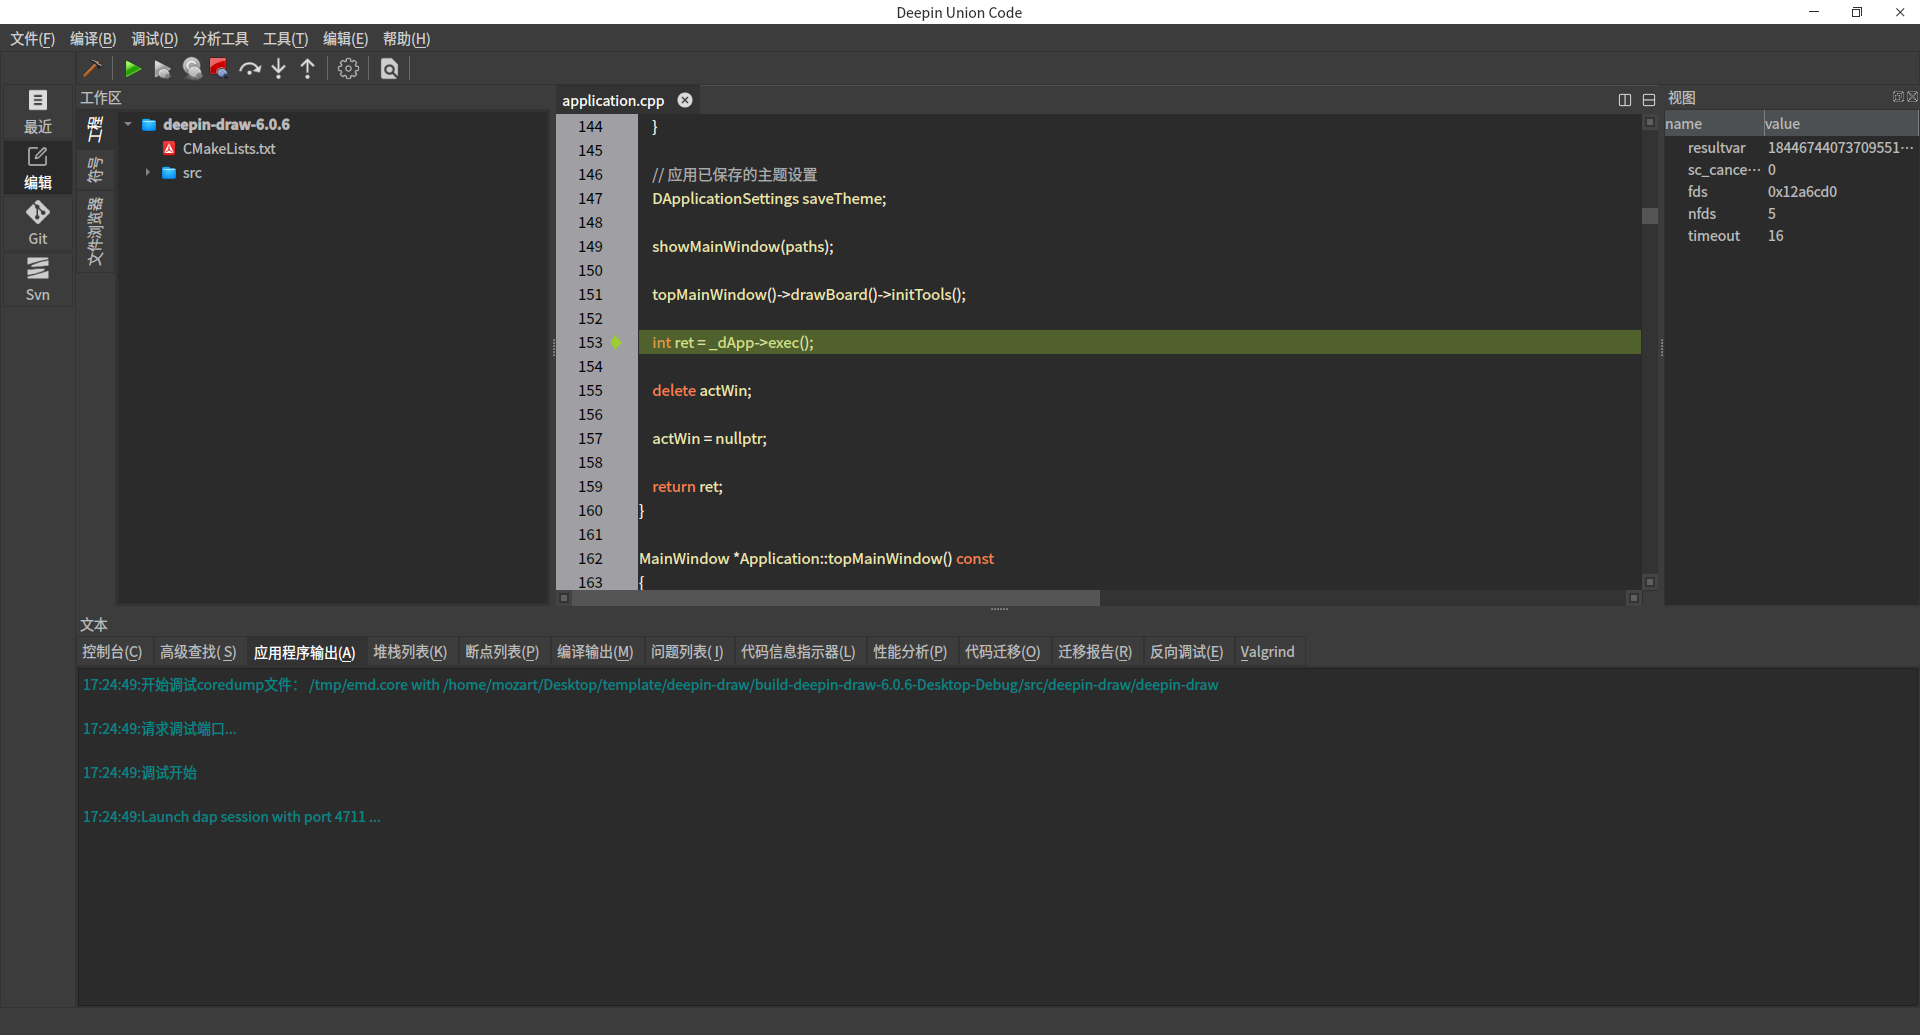 Deepin Union Code
文件(F) 编译(B) 调试(D) 分析工具 工具(T) 编辑(E) 帮助(H)
最近
编辑
Git
Svn
工作区
工程
符号
文件浏览器
deepin-draw-6.0.6
CMakeLists.txt
src
application.cpp
144 }
145
146 // 应用已保存的主题设置
147 DApplicationSettings saveTheme;
148
149 showMainWindow(paths);
150
151 topMainWindow()->drawBoard()->initTools();
152
153 int ret = _dApp->exec();
154
155 delete actWin;
156
157 actWin = nullptr;
158
159 return ret;
160 }
161
162 MainWindow *Application::topMainWindow() const
163 {
视图
name value
resultvar 18446744073709551···
sc_cance··· 0
fds 0x12a6cd0
nfds 5
timeout 16
文本
控制台(C) 高级查找( S) 应用程序输出(A) 堆栈列表(K) 断点列表(P) 编译输出(M) 问题列表( I) 代码信息指示器(L) 性能分析(P) 代码迁移(O) 迁移报告(R) 反向调试(E) Valgrind
17:24:49:开始调试coredump文件： /tmp/emd.core with /home/mozart/Desktop/template/deepin-draw/build-deepin-draw-6.0.6-Desktop-Debug/src/deepin-draw/deepin-draw
17:24:49:请求调试端口...
17:24:49:调试开始
17:24:49:Launch dap session with port 4711 ...